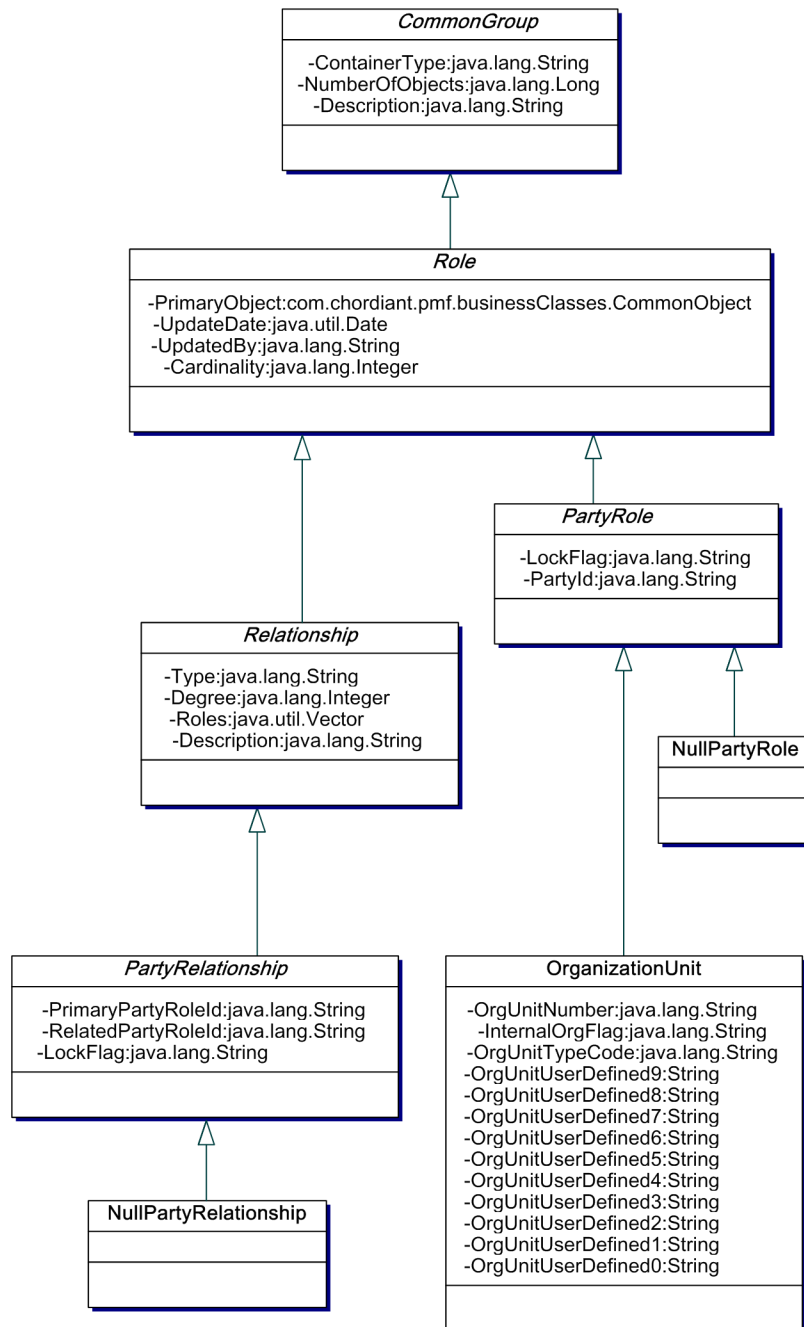 CommonGroup
-ContainerType:java.lang.String
-NumberOfObjects:java.lang.Long
-Description:java.lang.String
Role
-PrimaryObject:com.chordiant.pmf.businessClasses.CommonObject
-UpdateDate:java.util.Date
-UpdatedBy:java.lang.String
-Cardinality:java.lang.Integer
PartyRole
-LockFlag:java.lang.String
-PartyId:java.lang.String
Relationship
-Type:java.lang.String
-Degree:java.lang.Integer
-Roles:java.util.Vector
-Description:java.lang.String
NullPartyRole
PartyRelationship
-PrimaryPartyRoleId:java.lang.String
-RelatedPartyRoleId:java.lang.String
-LockFlag:java.lang.String
OrganizationUnit
-OrgUnitNumber:java.lang.String
-InternalOrgFlag:java.lang.String
-OrgUnitTypeCode:java.lang.String
-OrgUnitUserDefined9:String
-OrgUnitUserDefined8:String
-OrgUnitUserDefined7:String
-OrgUnitUserDefined6:String
-OrgUnitUserDefined5:String
-OrgUnitUserDefined4:String
-OrgUnitUserDefined3:String
-OrgUnitUserDefined2:String
-OrgUnitUserDefined1:String
-OrgUnitUserDefined0:String
NullPartyRelationship